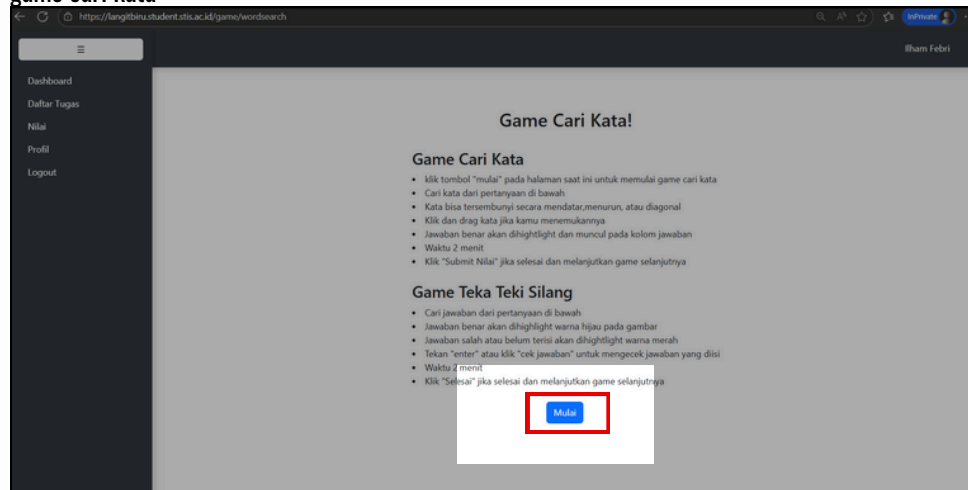 game cari kata
https://langitbiru.student.stis.ac.id/game/wordsearch
InPrivate
☰
Ilham Febri
Dashboard
Daftar Tugas
Nilai
Profil
Logout
Game Cari Kata!
Game Cari Kata
• klik tombol "mulai" pada halaman saat ini untuk memulai game cari kata
• Cari kata dari pertanyaan di bawah
• Kata bisa tersembunyi secara mendatar,menurun, atau diagonal
• Klik dan drag kata jika kamu menemukannya
• Jawaban benar akan dihightlight dan muncul pada kolom jawaban
• Waktu 2 menit
• Klik "Submit Nilai" jika selesai dan melanjutkan game selanjutnya
Game Teka Teki Silang
• Cari jawaban dari pertanyaan di bawah
• Jawaban benar akan dihighlight warna hijau pada gambar
• Jawaban salah atau belum terisi akan dihightlight warna merah
• Tekan "enter" atau klik "cek jawaban" untuk mengecek jawaban yang diisi
• Waktu 2 menit
• Klik "Selesai" jika selesai dan melanjutkan game selanjutnya
Mulai